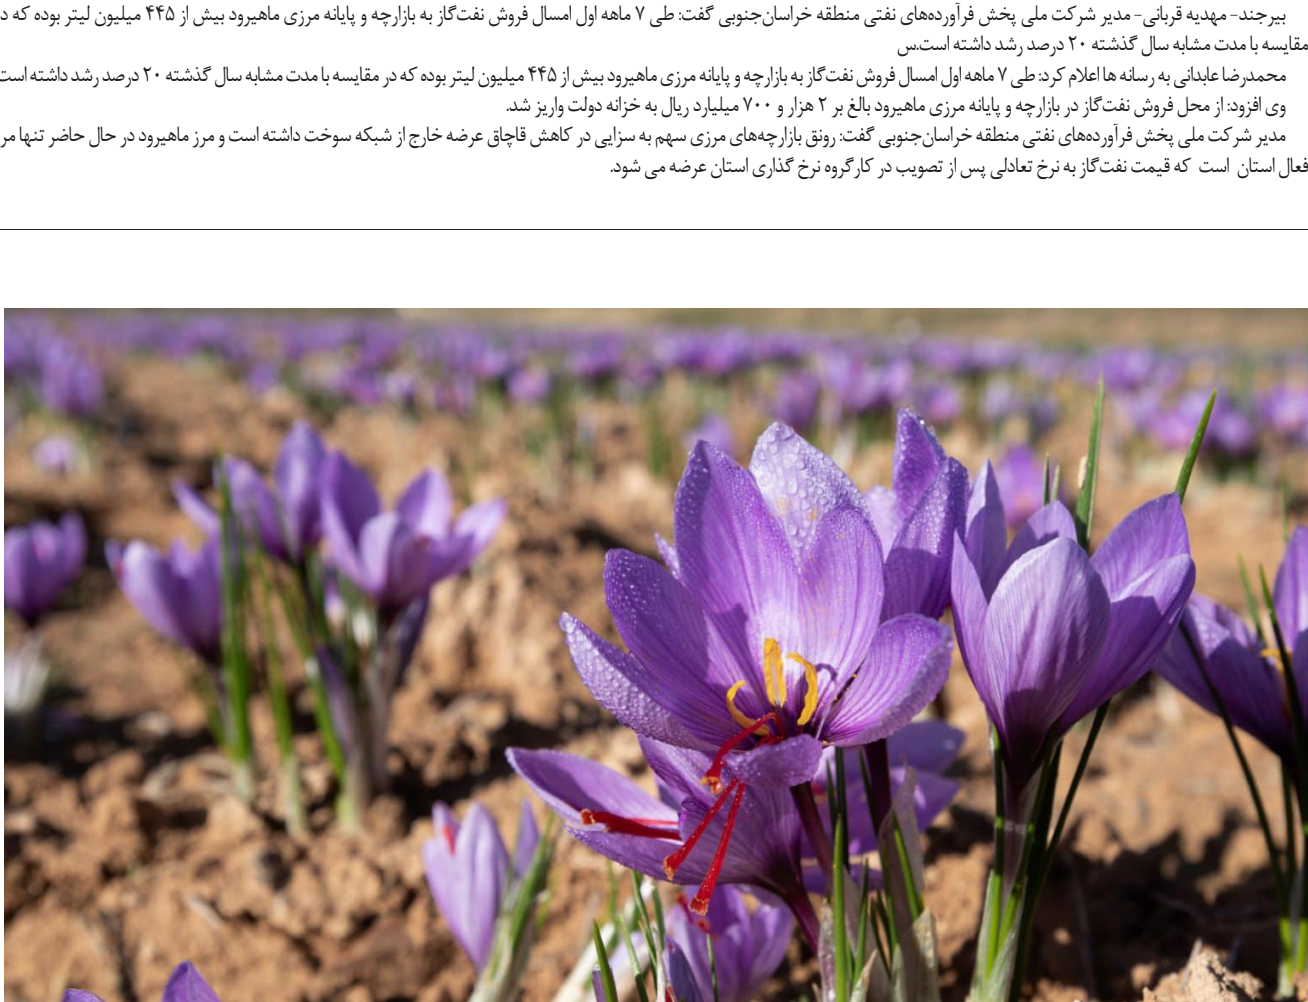 بیرجند- مهدیه قربانی- مدیر شرکت ملی پخش فرآورده‌های نفتی منطقه خراسان‌جنوبی گفت: طی ۷ ماهه اول امسال فروش نفت‌گاز به بازارچه و پایانه مرزی ماهیرود بیش از ۴۴۵ میلیون لیتر بوده که
مقایسه با مدت مشابه سال گذشته ۲۰ درصد رشد داشته است.س
محمدرضا عابدانی به رسانه ها اعلام کرد: طی ۷ ماهه اول امسال فروش نفت‌گاز به بازارچه و پایانه مرزی ماهیرود بیش از ۴۴۵ میلیون لیتر بوده که در مقایسه با مدت مشابه سال گذشته ۲۰ درصد رشد داشته است
وی افزود: از محل فروش نفت‌گاز در بازارچه و پایانه مرزی ماهیرود بالغ بر ۲ هزار و ۷۰۰ میلیارد ریال به خزانه دولت واریز شد.
مدیر شرکت ملی پخش فرآورده‌های نفتی منطقه خراسان‌جنوبی گفت: رونق بازارچه‌های مرزی سهم به سزایی در کاهش قاچاق عرضه خارج از شبکه سوخت داشته است و مرز ماهیرود در حال حاضر تنها
فعال استان است که قیمت نفت‌گاز به نرخ تعادلی پس از تصویب در کارگروه نرخ گذاری استان عرضه می شود.